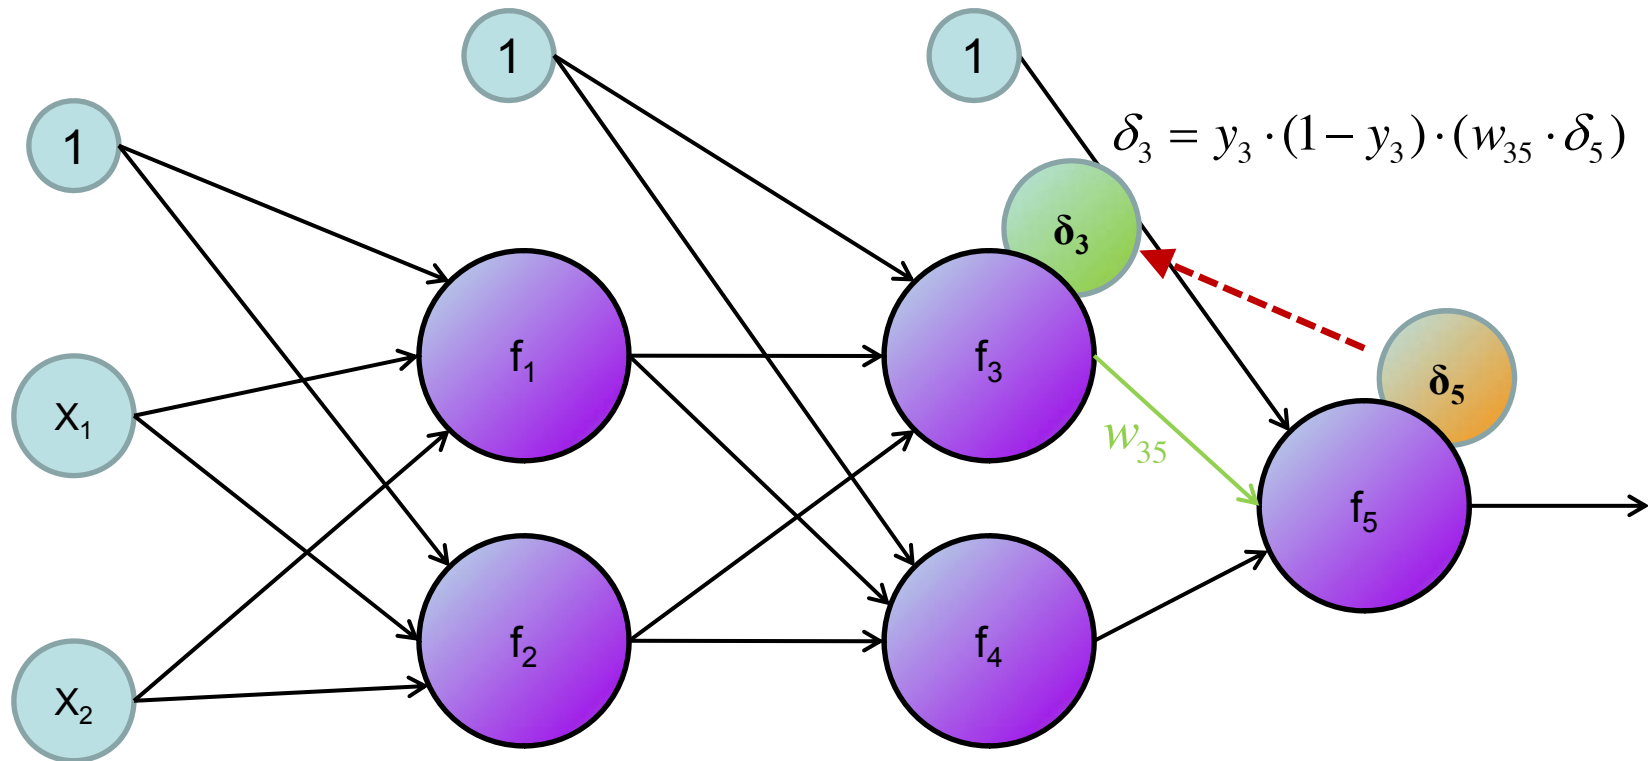 1
1
1
δ₃ = y₃ · (1 − y₃) · (w₃₅ · δ₅)
δ₃
f₁
f₃
δ₅
X₁
w₃₅
f₅
f₂
f₄
X₂